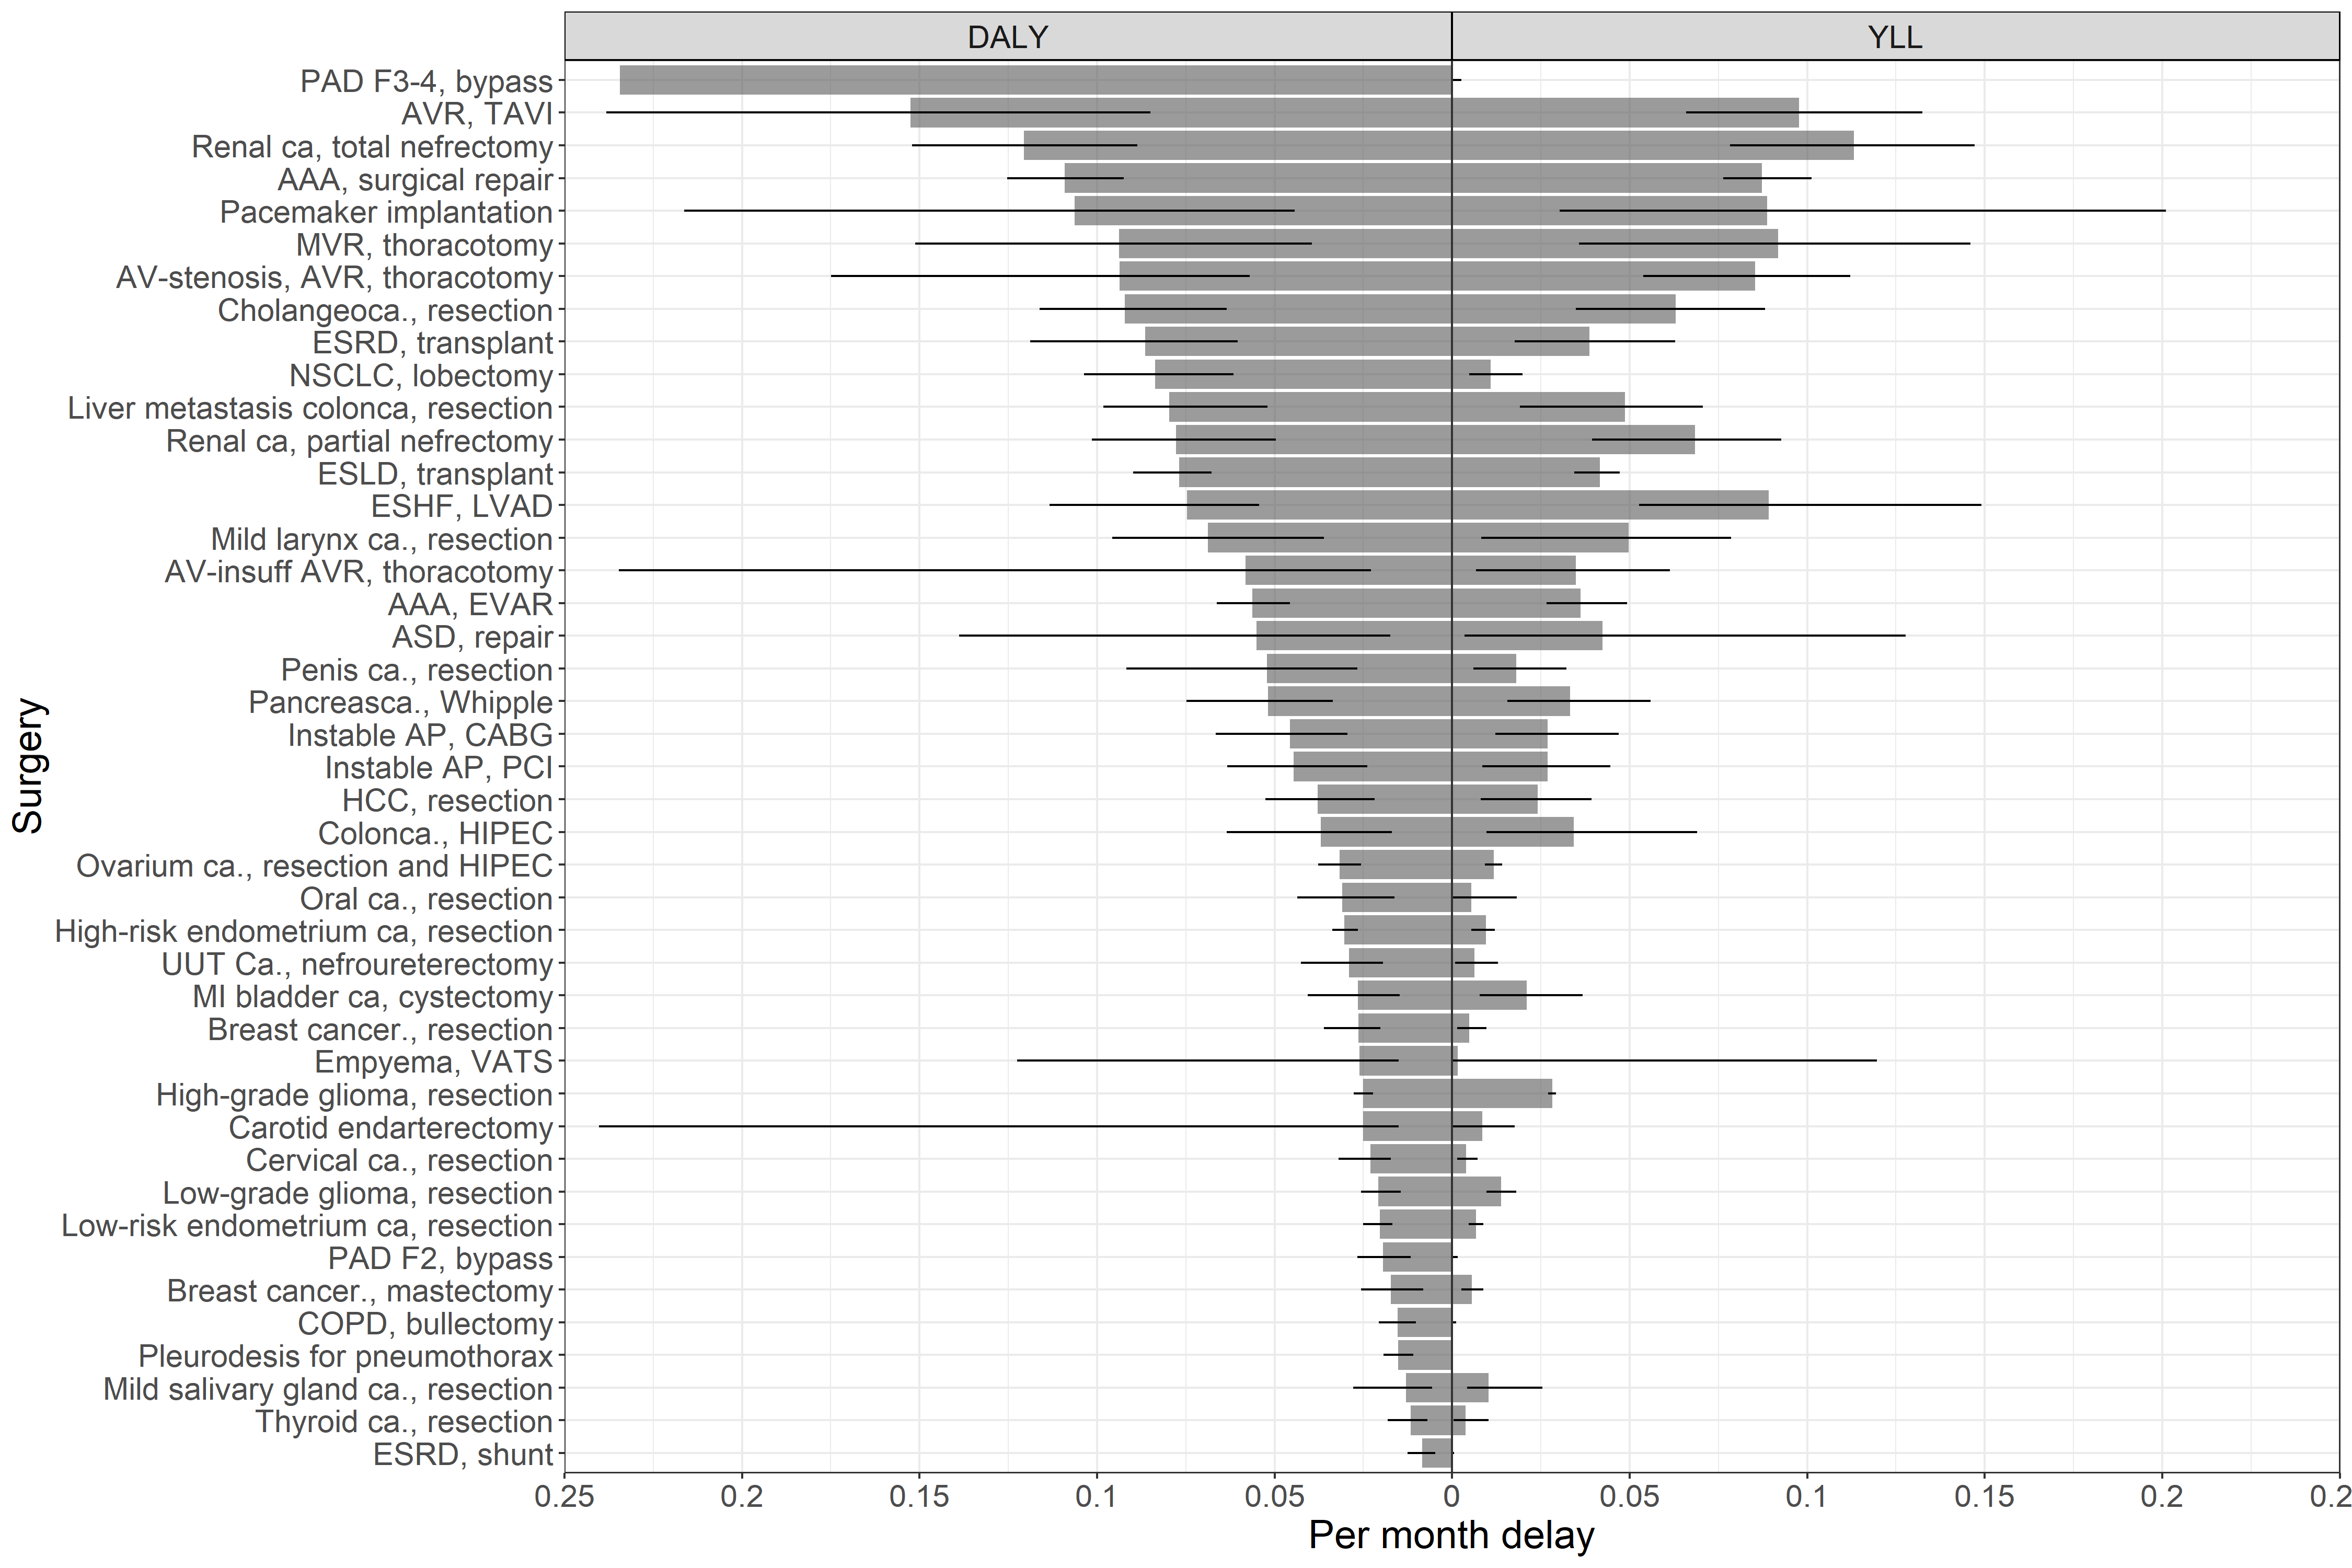 DALY YLL
PAD F3-4, bypass
AVR, TAVI
Renal ca, total nefrectomy
AAA, surgical repair
Pacemaker implantation
MVR, thoracotomy
AV-stenosis, AVR, thoracotomy
Cholangeoca., resection
ESRD, transplant
NSCLC, lobectomy
Liver metastasis colonca, resection
Renal ca, partial nefrectomy
ESLD, transplant
ESHF, LVAD
Mild larynx ca., resection
AV-insuff AVR, thoracotomy
AAA, EVAR
ASD, repair
Penis ca., resection
Pancreasca., Whipple
Instable AP, CABG
Instable AP, PCI
HCC, resection
Colonca., HIPEC
Ovarium ca., resection and HIPEC
Oral ca., resection
High-risk endometrium ca, resection
UUT Ca., nefroureterectomy
MI bladder ca, cystectomy
Breast cancer., resection
Empyema, VATS
High-grade glioma, resection
Carotid endarterectomy
Cervical ca., resection
Low-grade glioma, resection
Low-risk endometrium ca, resection
PAD F2, bypass
Breast cancer., mastectomy
COPD, bullectomy
Pleurodesis for pneumothorax
Mild salivary gland ca., resection
Thyroid ca., resection
ESRD, shunt
Surgery
0.25 0.2 0.15 0.1 0.05 0 0.05 0.1 0.15 0.2 0.2
Per month delay